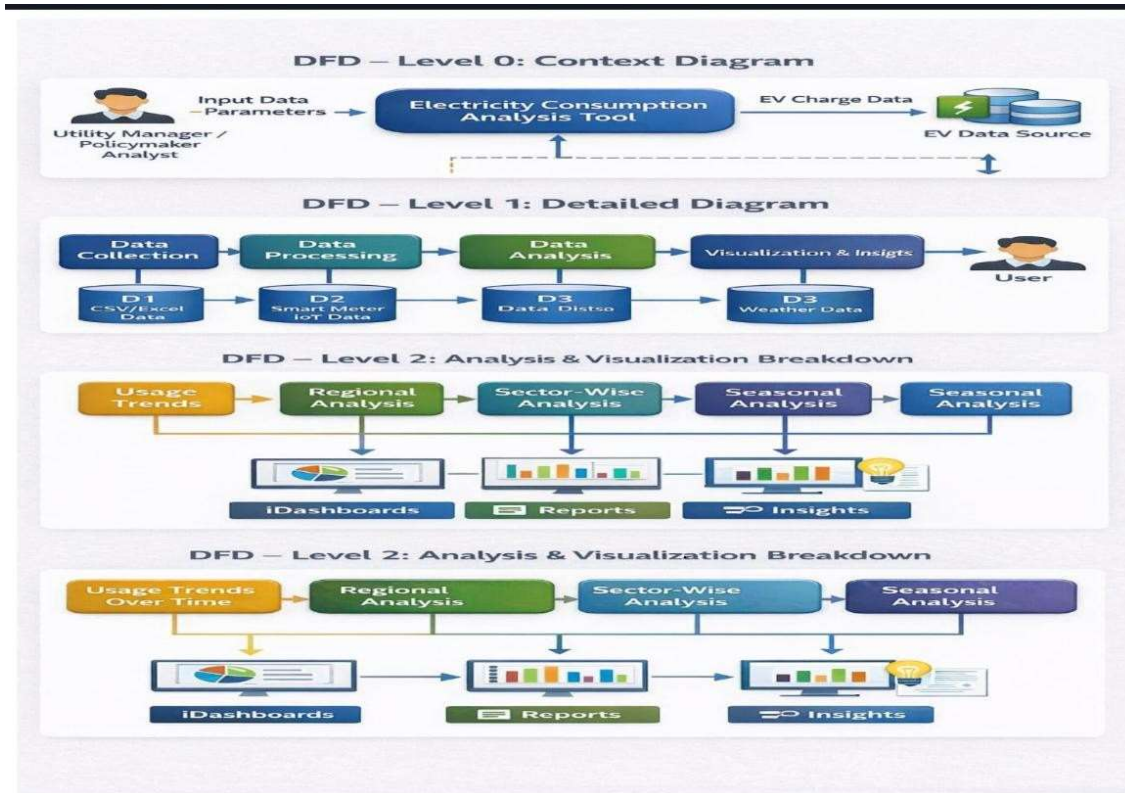 DFD – Level 0: Context Diagram
Utility Manager /
Policymaker
Analyst
Input Data
Parameters
Electricity Consumption
Analysis Tool
EV Charge Data
EV Data Source
DFD – Level 1: Detailed Diagram
Data
Collection
Data
Processing
Data
Analysis
Visualization & Insigts
User
D1
CSV/Excel
Data
D2
Smart Meter
ioT Data
D3
Data Distso
D3
Weather Data
DFD – Level 2: Analysis & Visualization Breakdown
Usage
Trends
Regional
Analysis
Sector-Wise
Analysis
Seasonal
Analysis
Seasonal
Analysis
iDashboards
Reports
Insights
DFD – Level 2: Analysis & Visualization Breakdown
Usage Trends
Over Time
Regional
Analysis
Sector-Wise
Analysis
Seasonal
Analysis
iDashboards
Reports
Insights